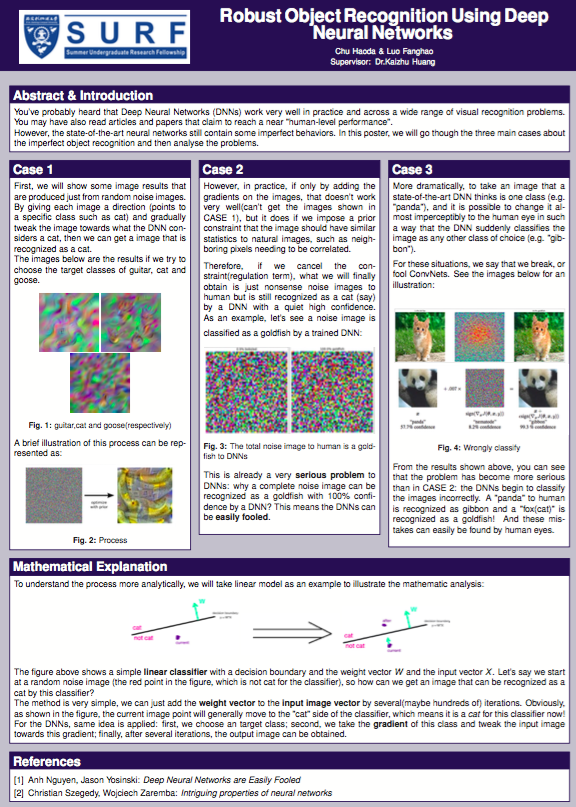 SURF
Summer Undergraduate Research Fellowship
Robust Object Recognition Using Deep
Neural Networks
Chu Haoda & Luo Fanghao
Supervisor: Dr.Kaizhu Huang
Abstract & Introduction
You've probably heard that Deep Neural Networks (DNNs) work very well in practice and across a wide range of visual recognition problems.
You may have also read articles and papers that claim to reach a near "human-level performance".
However, the state-of-the-art neural networks still contain some imperfect behaviors. In this poster, we will go though the three main cases about
the imperfect object recognition and then analyse the problems.
Case 1
First, we will show some image results that
are produced just from random noise images.
By giving each image a direction (points to
a specific class such as cat) and gradually
tweak the image towards what the DNN con-
siders a cat, then we can get a image that is
recognized as a cat.
The images below are the results if we try to
choose the target classes of guitar, cat and
goose.
Fig. 1: guitar,cat and goose(respectively)
A brief illustration of this process can be rep-
resented as:
optimize
with prior
Fig. 2: Process
Case 2
However, in practice, if only by adding the
gradients on the images, that doesn't work
very well(can't get the images shown in
CASE 1), but it does if we impose a prior
constraint that the image should have similar
statistics to natural images, such as neigh-
boring pixels needing to be correlated.
Therefore, if we cancel the con-
straint(regulation term), what we will finally
obtain is just nonsense noise images to
human but is still recognized as a cat (say)
by a DNN with a quiet high confidence.
As an example, let's see a noise image is
classified as a goldfish by a trained DNN:
Fig. 3: The total noise image to human is a gold-
fish to DNNs
This is already a very serious problem to
DNNs: why a complete noise image can be
recognized as a goldfish with 100% confi-
dence by a DNN? This means the DNNs can
be easily fooled.
Case 3
More dramatically, to take an image that a
state-of-the-art DNN thinks is one class (e.g.
"panda"), and it is possible to change it al-
most imperceptibly to the human eye in such
a way that the DNN suddenly classifies the
image as any other class of choice (e.g. "gib-
bon").
For these situations, we say that we break, or
fool ConvNets. See the images below for an
illustration:
+ .007 ×
=
x
"panda"
57.7% confidence
sign(∇ₓJ(θ, x, y))
"nematode"
8.2% confidence
"gibbon"
99.3 % confidence
Fig. 4: Wrongly classify
From the results shown above, you can see
that the problem has become more serious
than in CASE 2: the DNNs begin to classify
the images incorrectly. A "panda" to human
is recognized as gibbon and a "fox(cat)" is
recognized as a goldfish! And these mis-
takes can easily be found by human eyes.
Mathematical Explanation
To understand the process more analytically, we will take linear model as an example to illustrate the mathematic analysis:
W
cat
not cat
current
W
after
cat
not cat
current
The figure above shows a simple linear classifier with a decision boundary and the weight vector W and the input vector X. Let's say we start
at a random noise image (the red point in the figure, which is not cat for the classifier), so how can we get an image that can be recognized as a
cat by this classifier?
The method is very simple, we can just add the weight vector to the input image vector by several(maybe hundreds of) iterations. Obviously,
as shown in the figure, the current image point will generally move to the "cat" side of the classifier, which means it is a cat for this classifier now!
For the DNNs, same idea is applied: first, we choose an target class; second, we take the gradient of this class and tweak the input image
towards this gradient; finally, after several iterations, the output image can be obtained.
References
[1] Anh Nguyen, Jason Yosinski: Deep Neural Networks are Easily Fooled
[2] Christian Szegedy, Wojciech Zaremba: Intriguing properties of neural networks